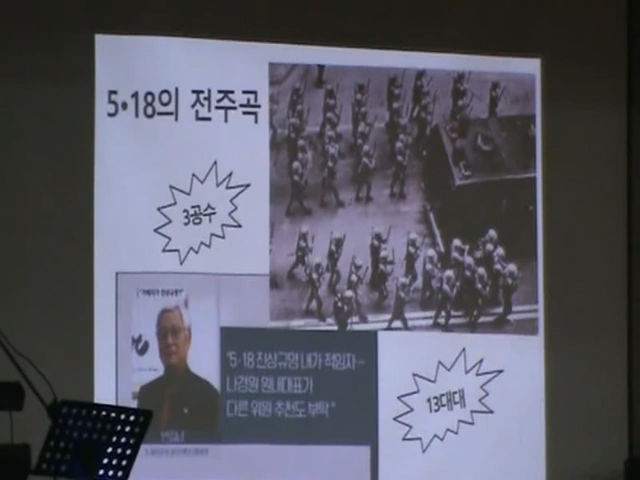 5•18의 전주곡
3공수
"5·18 진상규명 내가 적임자 –
나경원 원내대표가
다른 위원 추천도 부탁"
13대대